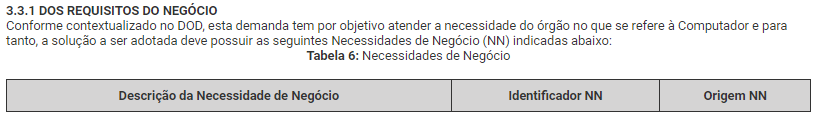 3.3.1 DOS REQUISITOS DO NEGÓCIO
Conforme contextualizado no DOD, esta demanda tem por objetivo atender a necessidade do órgão no que se refere à Computador e para
tanto, a solução a ser adotada deve possuir as seguintes Necessidades de Negócio (NN) indicadas abaixo:
Tabela 6: Necessidades de Negócio
Descrição da Necessidade de Negócio Identificador NN Origem NN